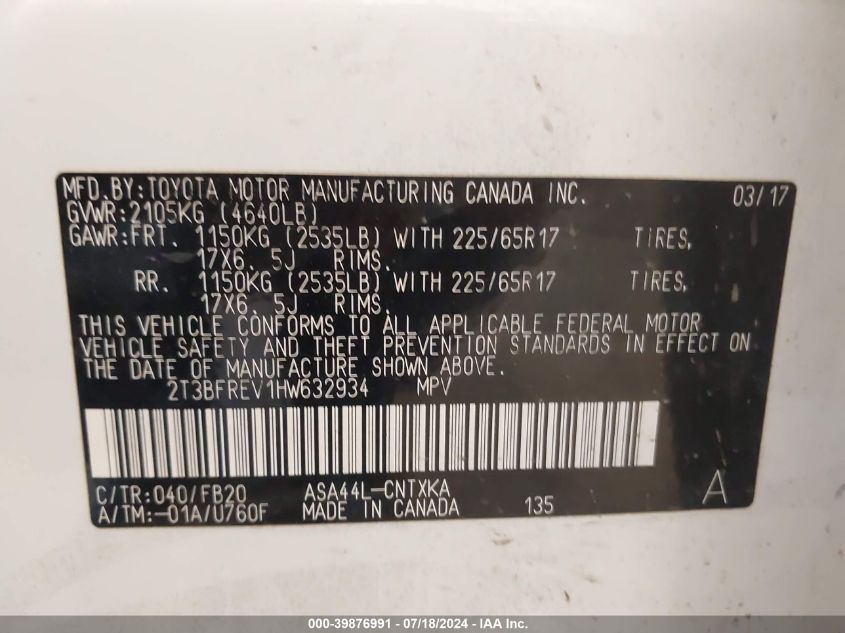 MFD.BY:TOYOTA MOTOR MANUFACTURING CANADA INC. 03/17
GVWR:2105KG (4640LB)
GAWR:FRT. 1150KG (2535LB) WITH 225/65R17 TIRES,
17X6. 5J RIMS.
RR. 1150KG (2535LB) WITH 225/65R17 TIRES,
17X6. 5J RIMS.
THIS VEHICLE CONFORMS TO ALL APPLICABLE FEDERAL MOTOR
VEHICLE SAFETY AND THEFT PREVENTION STANDARDS IN EFFECT ON
THE DATE OF MANUFACTURE SHOWN ABOVE.
2T3BFREV1HW632934 MPV
C/TR:040/FB20 ASA44L-CNTXKA A
A/TM:-01A/U760F MADE IN CANADA 135
000-39876991 - 07/18/2024 - IAA Inc.